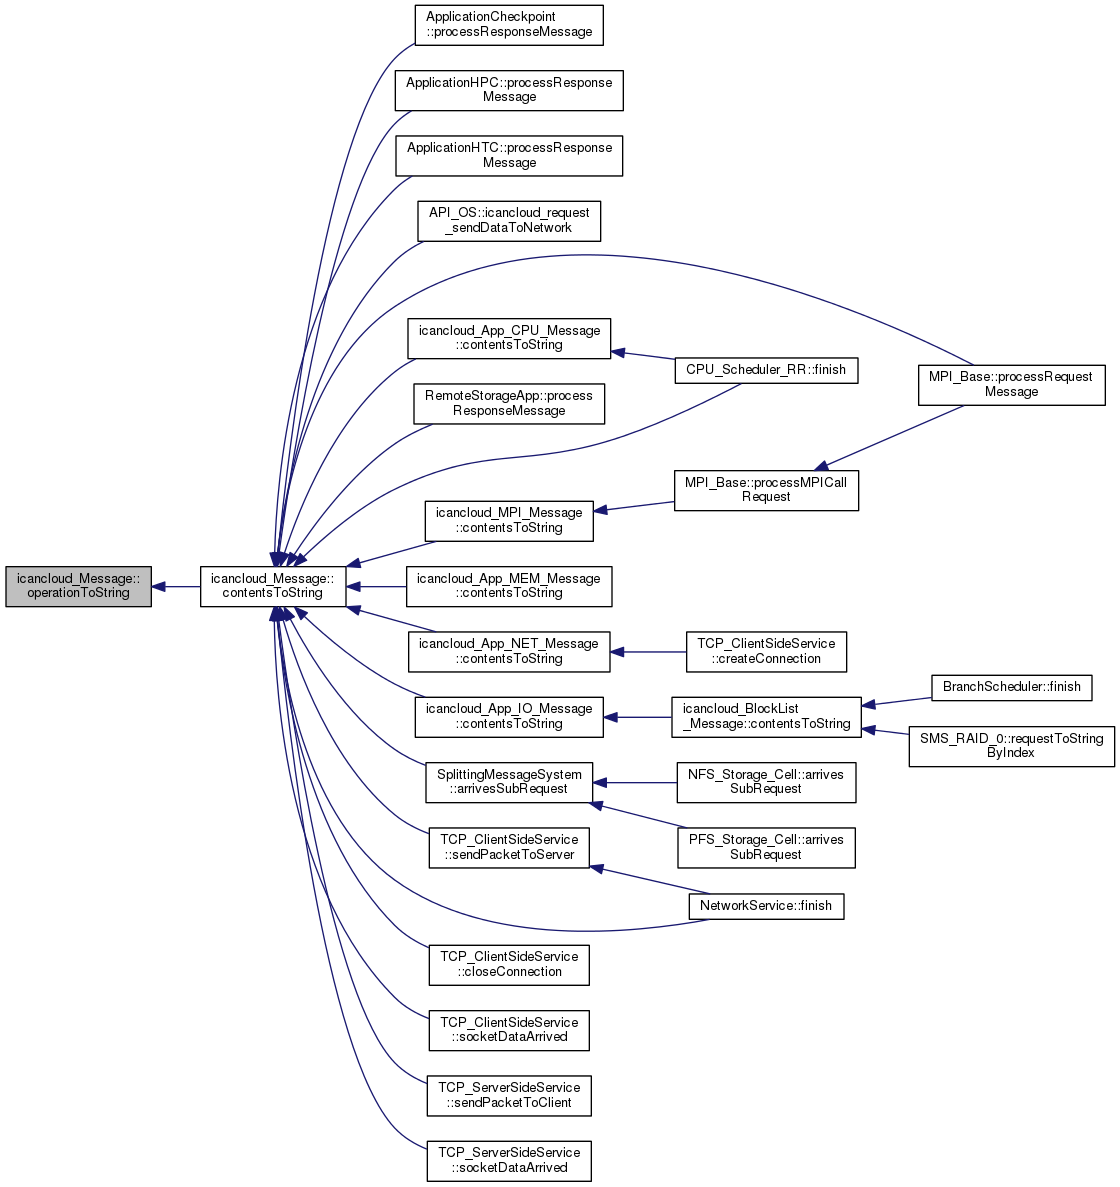 ApplicationCheckpoint
::processResponseMessage
ApplicationHPC::processResponse
Message
ApplicationHTC::processResponse
Message
API_OS::icancloud_request
_sendDataToNetwork
icancloud_App_CPU_Message
::contentsToString
CPU_Scheduler_RR::finish
MPI_Base::processRequest
Message
RemoteStorageApp::process
ResponseMessage
MPI_Base::processMPICall
Request
icancloud_MPI_Message
::contentsToString
icancloud_Message::
operationToString
icancloud_Message::
contentsToString
icancloud_App_MEM_Message
::contentsToString
icancloud_App_NET_Message
::contentsToString
TCP_ClientSideService
::createConnection
icancloud_App_IO_Message
::contentsToString
icancloud_BlockList
_Message::contentsToString
BranchScheduler::finish
SMS_RAID_0::requestToString
ByIndex
SplittingMessageSystem
::arrivesSubRequest
NFS_Storage_Cell::arrives
SubRequest
PFS_Storage_Cell::arrives
SubRequest
TCP_ClientSideService
::sendPacketToServer
NetworkService::finish
TCP_ClientSideService
::closeConnection
TCP_ClientSideService
::socketDataArrived
TCP_ServerSideService
::sendPacketToClient
TCP_ServerSideService
::socketDataArrived